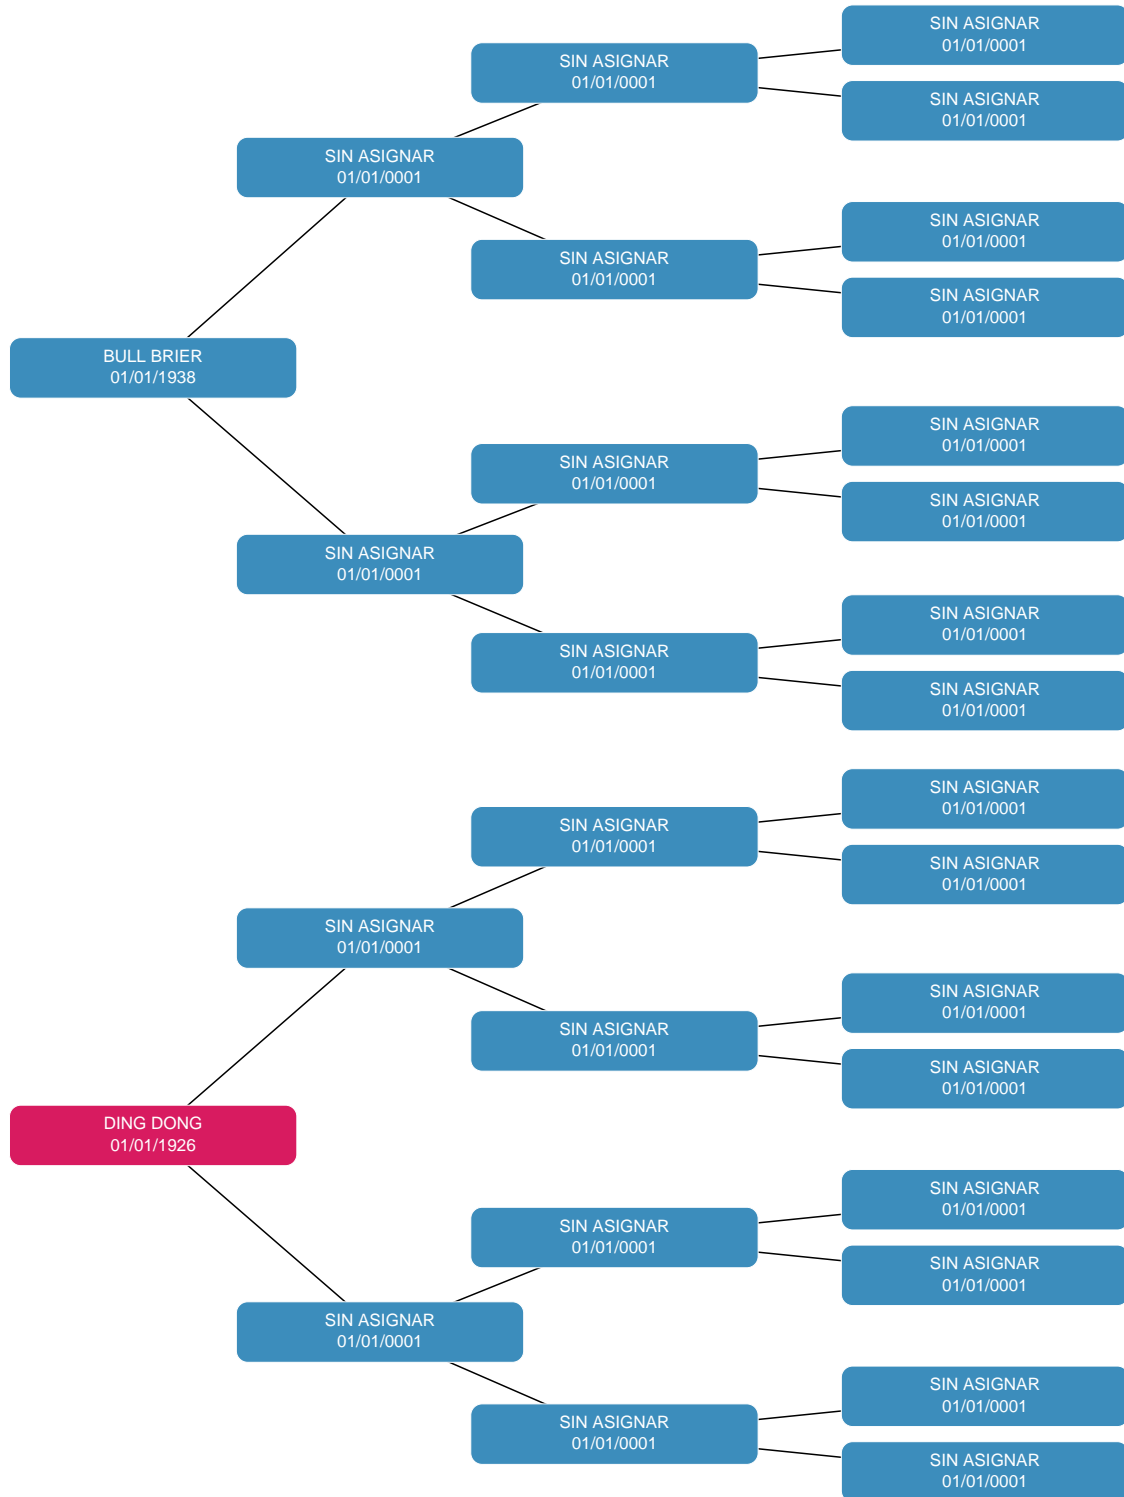 SIN ASIGNAR
01/01/0001
SIN ASIGNAR
01/01/0001
SIN ASIGNAR
01/01/0001
SIN ASIGNAR
01/01/0001
SIN ASIGNAR
01/01/0001
SIN ASIGNAR
01/01/0001
SIN ASIGNAR
01/01/0001
BULL BRIER
01/01/1938
SIN ASIGNAR
01/01/0001
SIN ASIGNAR
01/01/0001
SIN ASIGNAR
01/01/0001
SIN ASIGNAR
01/01/0001
SIN ASIGNAR
01/01/0001
SIN ASIGNAR
01/01/0001
SIN ASIGNAR
01/01/0001
SIN ASIGNAR
01/01/0001
SIN ASIGNAR
01/01/0001
SIN ASIGNAR
01/01/0001
SIN ASIGNAR
01/01/0001
SIN ASIGNAR
01/01/0001
SIN ASIGNAR
01/01/0001
SIN ASIGNAR
01/01/0001
DING DONG
01/01/1926
SIN ASIGNAR
01/01/0001
SIN ASIGNAR
01/01/0001
SIN ASIGNAR
01/01/0001
SIN ASIGNAR
01/01/0001
SIN ASIGNAR
01/01/0001
SIN ASIGNAR
01/01/0001
SIN ASIGNAR
01/01/0001